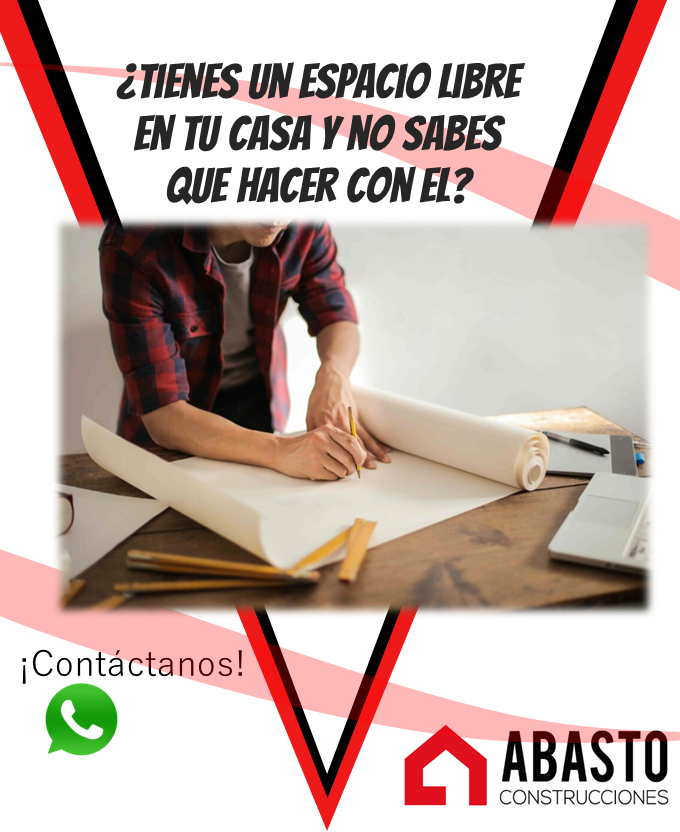 ¿TIENES UN ESPACIO LIBRE
EN TU CASA Y NO SABES
QUE HACER CON EL?
¡Contáctanos!
ABASTO
CONSTRUCCIONES